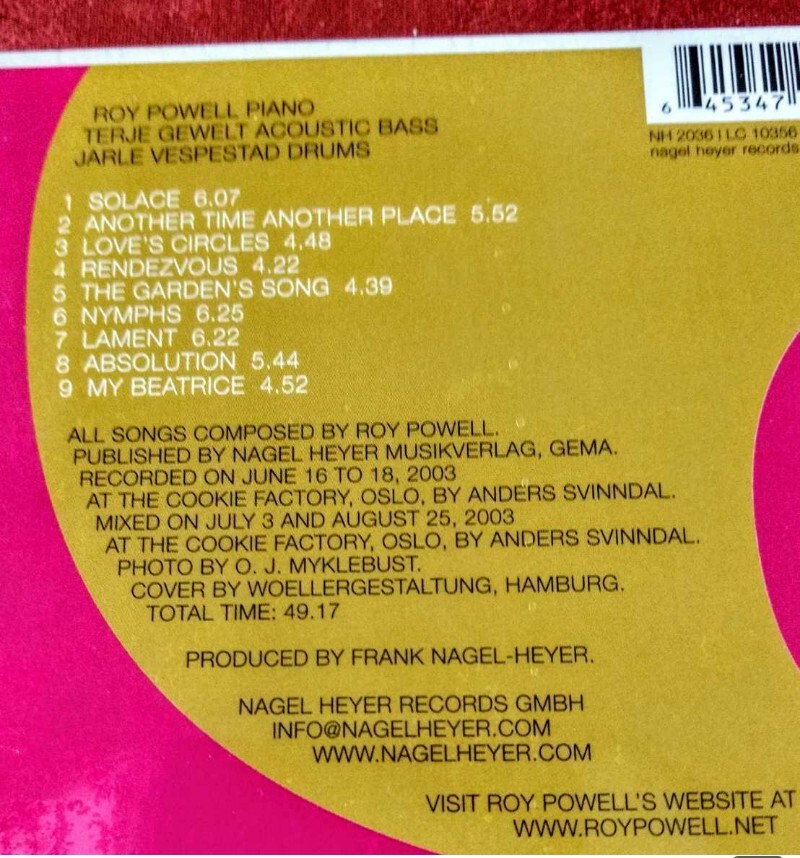 6 45347
NH 2036 | LC 10356
nagel heyer records
ROY POWELL PIANO
TERJE GEWELT ACOUSTIC BASS
JARLE VESPESTAD DRUMS
1 SOLACE 6.07
2 ANOTHER TIME ANOTHER PLACE 5.52
3 LOVE'S CIRCLES 4.48
4 RENDEZVOUS 4.22
5 THE GARDEN'S SONG 4.39
6 NYMPHS 6.25
7 LAMENT 6.22
8 ABSOLUTION 5.44
9 MY BEATRICE 4.52
ALL SONGS COMPOSED BY ROY POWELL.
PUBLISHED BY NAGEL HEYER MUSIKVERLAG, GEMA.
RECORDED ON JUNE 16 TO 18, 2003
AT THE COOKIE FACTORY, OSLO, BY ANDERS SVINNDAL.
MIXED ON JULY 3 AND AUGUST 25, 2003
AT THE COOKIE FACTORY, OSLO, BY ANDERS SVINNDAL.
PHOTO BY O. J. MYKLEBUST.
COVER BY WOELLERGESTALTUNG, HAMBURG.
TOTAL TIME: 49.17
PRODUCED BY FRANK NAGEL-HEYER.
NAGEL HEYER RECORDS GMBH
INFO@NAGELHEYER.COM
WWW.NAGELHEYER.COM
VISIT ROY POWELL'S WEBSITE AT
WWW.ROYPOWELL.NET